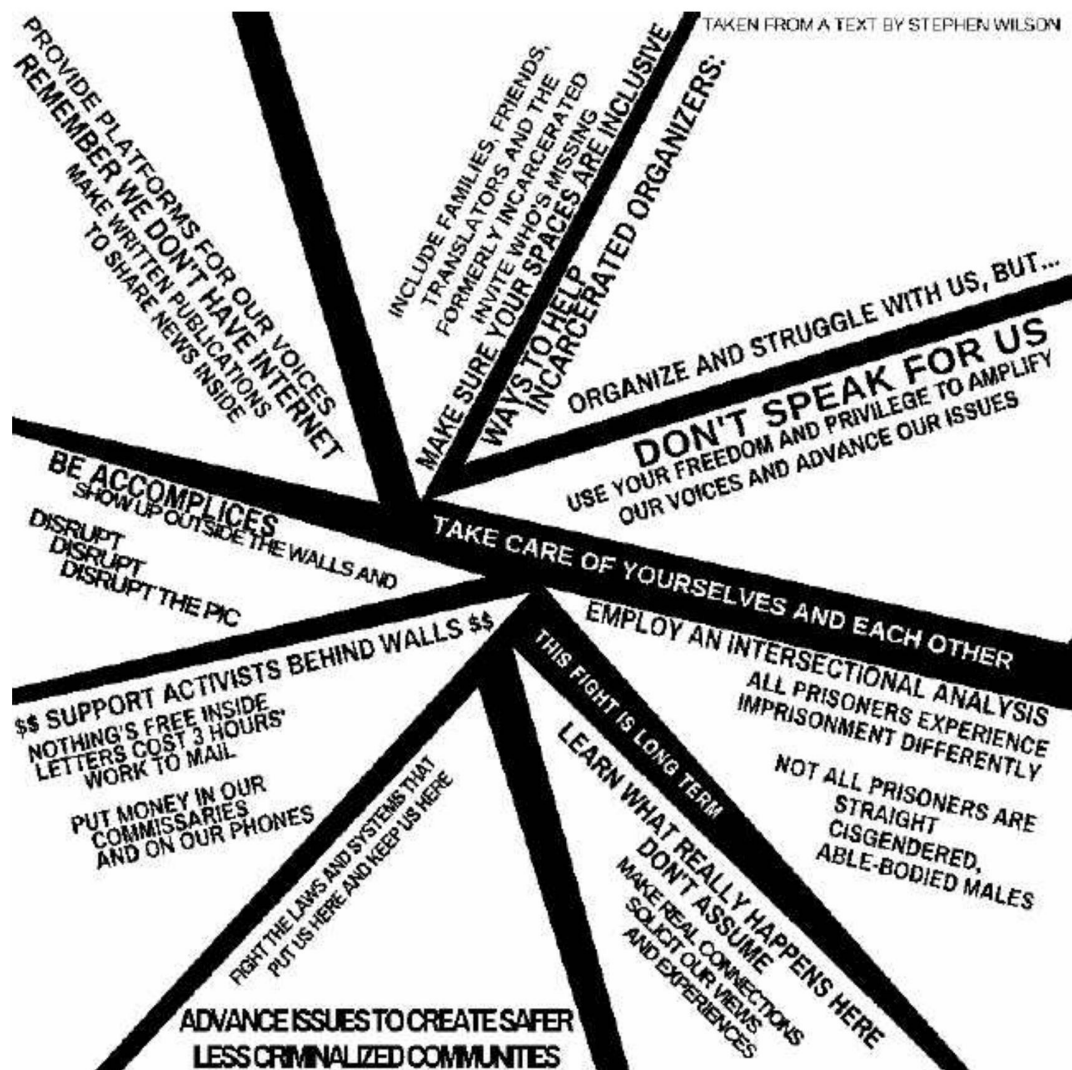 TAKEN FROM A TEXT BY STEPHEN WILSON
WAYS TO HELP
INCARCERATED ORGANIZERS:
ORGANIZE AND STRUGGLE WITH US, BUT...
DON'T SPEAK FOR US
USE YOUR FREEDOM AND PRIVILEGE TO AMPLIFY
OUR VOICES AND ADVANCE OUR ISSUES
TAKE CARE OF YOURSELVES AND EACH OTHER
EMPLOY AN INTERSECTIONAL ANALYSIS
ALL PRISONERS EXPERIENCE
IMPRISONMENT DIFFERENTLY
NOT ALL PRISONERS ARE
STRAIGHT
CISGENDERED,
ABLE-BODIED MALES
THIS FIGHT IS LONG TERM
LEARN WHAT REALLY HAPPENS HERE
DON'T ASSUME
MAKE REAL CONNECTIONS
SOLICIT OUR VIEWS
AND EXPERIENCES
FIGHT THE LAWS AND SYSTEMS THAT
PUT US HERE AND KEEP US HERE
ADVANCE ISSUES TO CREATE SAFER
LESS CRIMINALIZED COMMUNITIES
$$ SUPPORT ACTIVISTS BEHIND WALLS $$
NOTHING'S FREE INSIDE
LETTERS COST 3 HOURS'
WORK TO MAIL
PUT MONEY IN OUR
COMMISSARIES
AND ON OUR PHONES
BE ACCOMPLICES
SHOW UP OUTSIDE THE WALLS AND
DISRUPT
DISRUPT
DISRUPT THE PIC
PROVIDE PLATFORMS FOR OUR VOICES
REMEMBER WE DON'T HAVE INTERNET
MAKE WRITTEN PUBLICATIONS
TO SHARE NEWS INSIDE
INCLUDE FAMILIES, FRIENDS,
TRANSLATORS AND THE
FORMERLY INCARCERATED
INVITE WHO'S MISSING
MAKE SURE YOUR SPACES ARE INCLUSIVE